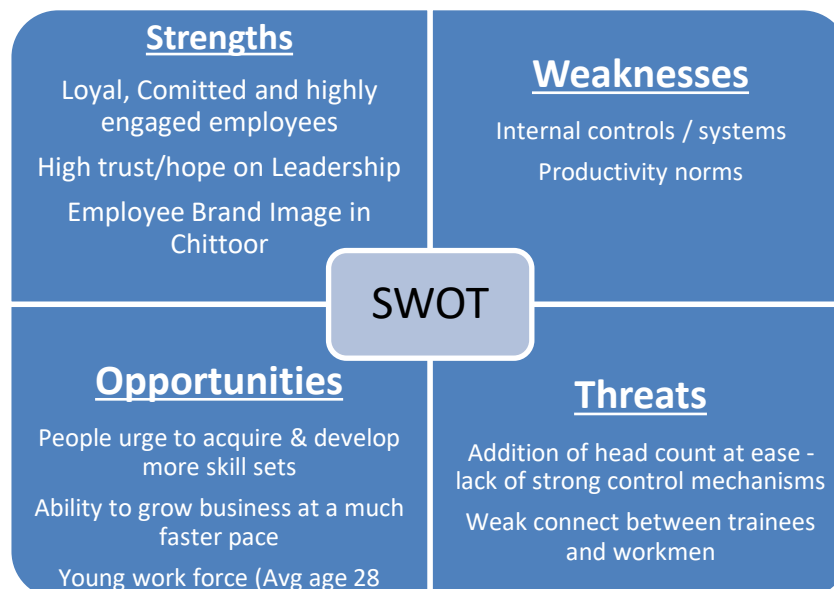 Strengths
Loyal, Comitted and highly
engaged employees
High trust/hope on Leadership
Employee Brand Image in
Chittoor
Weaknesses
Internal controls / systems
Productivity norms
SWOT
Opportunities
People urge to acquire & develop
more skill sets
Ability to grow business at a much
faster pace
Young work force (Avg age 28
Threats
Addition of head count at ease -
lack of strong control mechanisms
Weak connect between trainees
and workmen